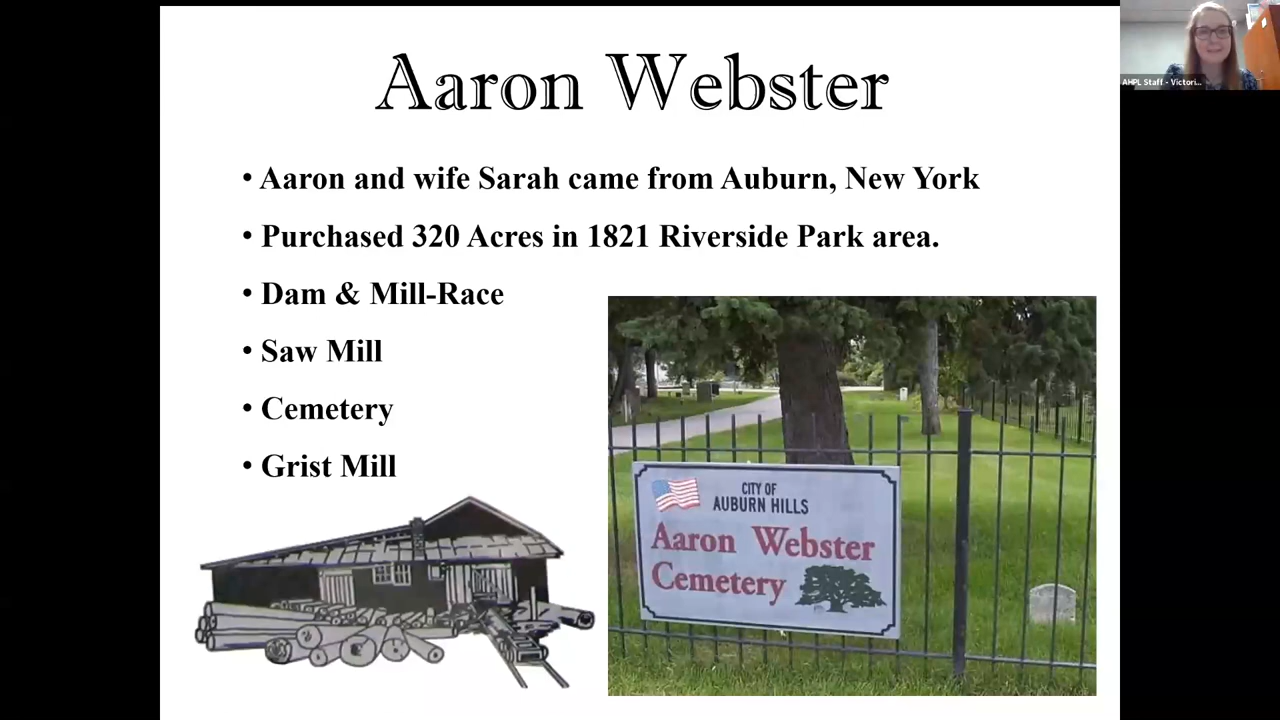 Aaron Webster
• Aaron and wife Sarah came from Auburn, New York
• Purchased 320 Acres in 1821 Riverside Park area.
• Dam & Mill-Race
• Saw Mill
• Cemetery
• Grist Mill
CITY OF
AUBURN HILLS
Aaron Webster
Cemetery
AHPL Staff - Victori...